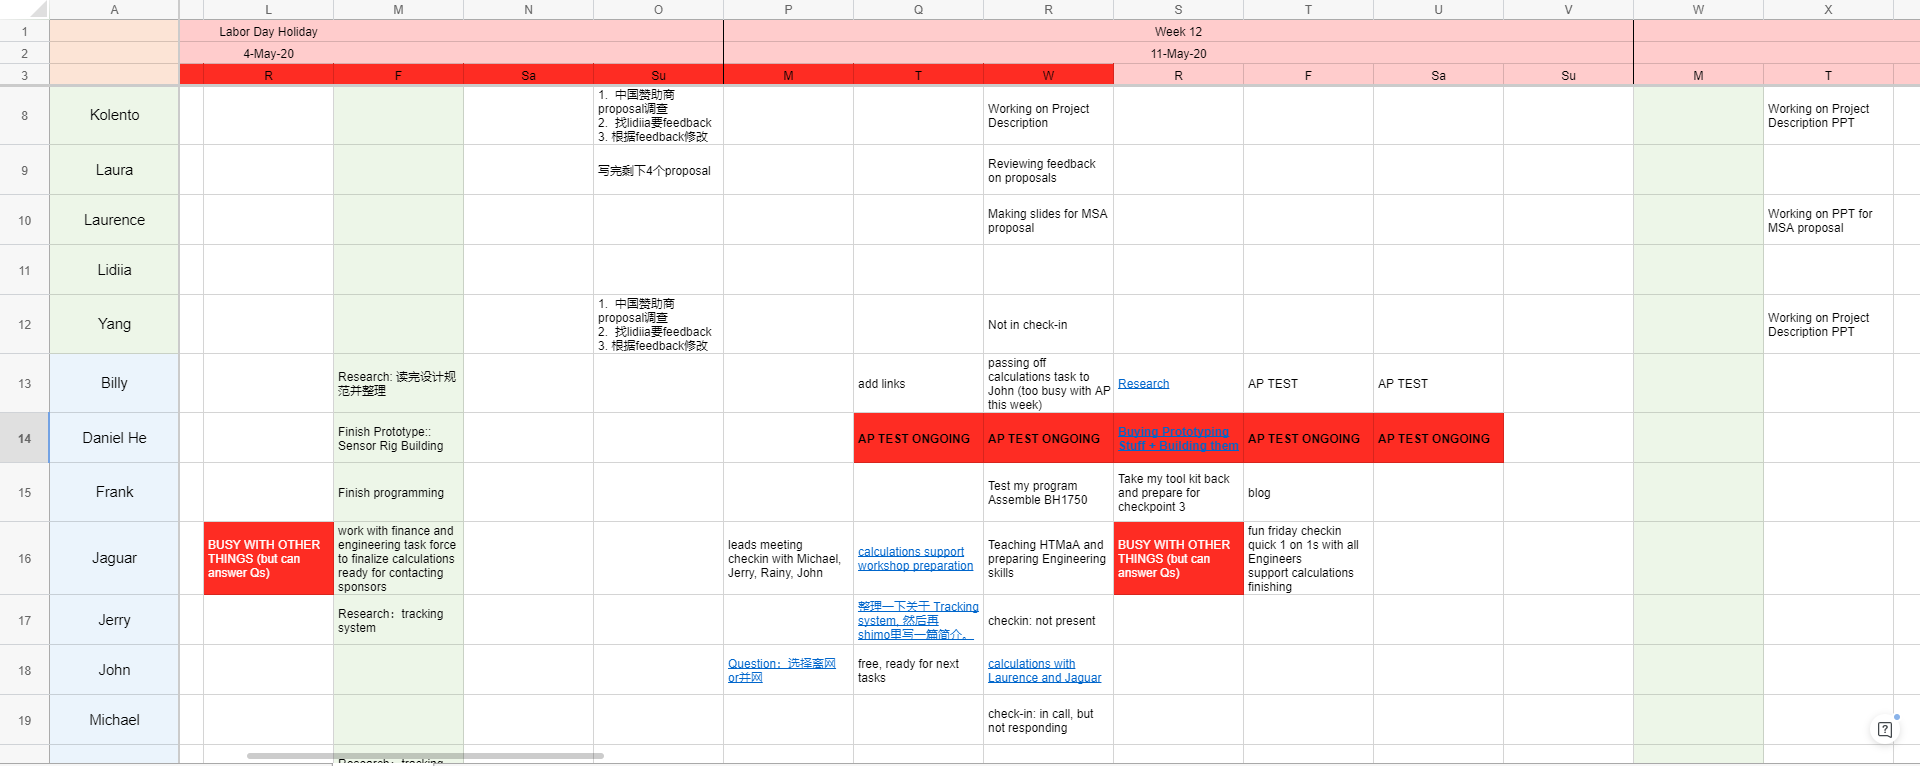 A L M N O P Q R S T U V W X
1 Labor Day Holiday Week 12
2 4-May-20 11-May-20
3 R F Sa Su M T W R F Sa Su M T
8 Kolento
1. 中国赞助商
proposal调查
2. 找lidiia要feedback
3. 根据feedback修改
Working on Project
Description
Working on Project
Description PPT
9 Laura
写完剩下4个proposal
Reviewing feedback
on proposals
10 Laurence
Making slides for MSA
proposal
Working on PPT for
MSA proposal
11 Lidiia
12 Yang
1. 中国赞助商
proposal调查
2. 找lidiia要feedback
3. 根据feedback修改
Not in check-in
Working on Project
Description PPT
13 Billy
Research: 读完设计规
范并整理
add links
passing off
calculations task to
John (too busy with AP
this week)
Research
AP TEST
AP TEST
14 Daniel He
Finish Prototype::
Sensor Rig Building
AP TEST ONGOING
AP TEST ONGOING
Buying Prototyping
Stuff + Building them
AP TEST ONGOING
AP TEST ONGOING
15 Frank
Finish programming
Test my program
Assemble BH1750
Take my tool kit back
and prepare for
checkpoint 3
blog
16 Jaguar
BUSY WITH OTHER
THINGS (but can
answer Qs)
work with finance and
engineering task force
to finalize calculations
ready for contacting
sponsors
leads meeting
checkin with Michael,
Jerry, Rainy, John
calculations support
workshop preparation
Teaching HTMaA and
preparing Engineering
skills
BUSY WITH OTHER
THINGS (but can
answer Qs)
fun friday checkin
quick 1 on 1s with all
Engineers
support calculations
finishing
17 Jerry
Research：tracking
system
整理一下关于 Tracking
system, 然后再
shimo里写一篇简介。
checkin: not present
18 John
Question：选择离网
or并网
free, ready for next
tasks
calculations with
Laurence and Jaguar
19 Michael
check-in: in call, but
not responding
Research：tracking